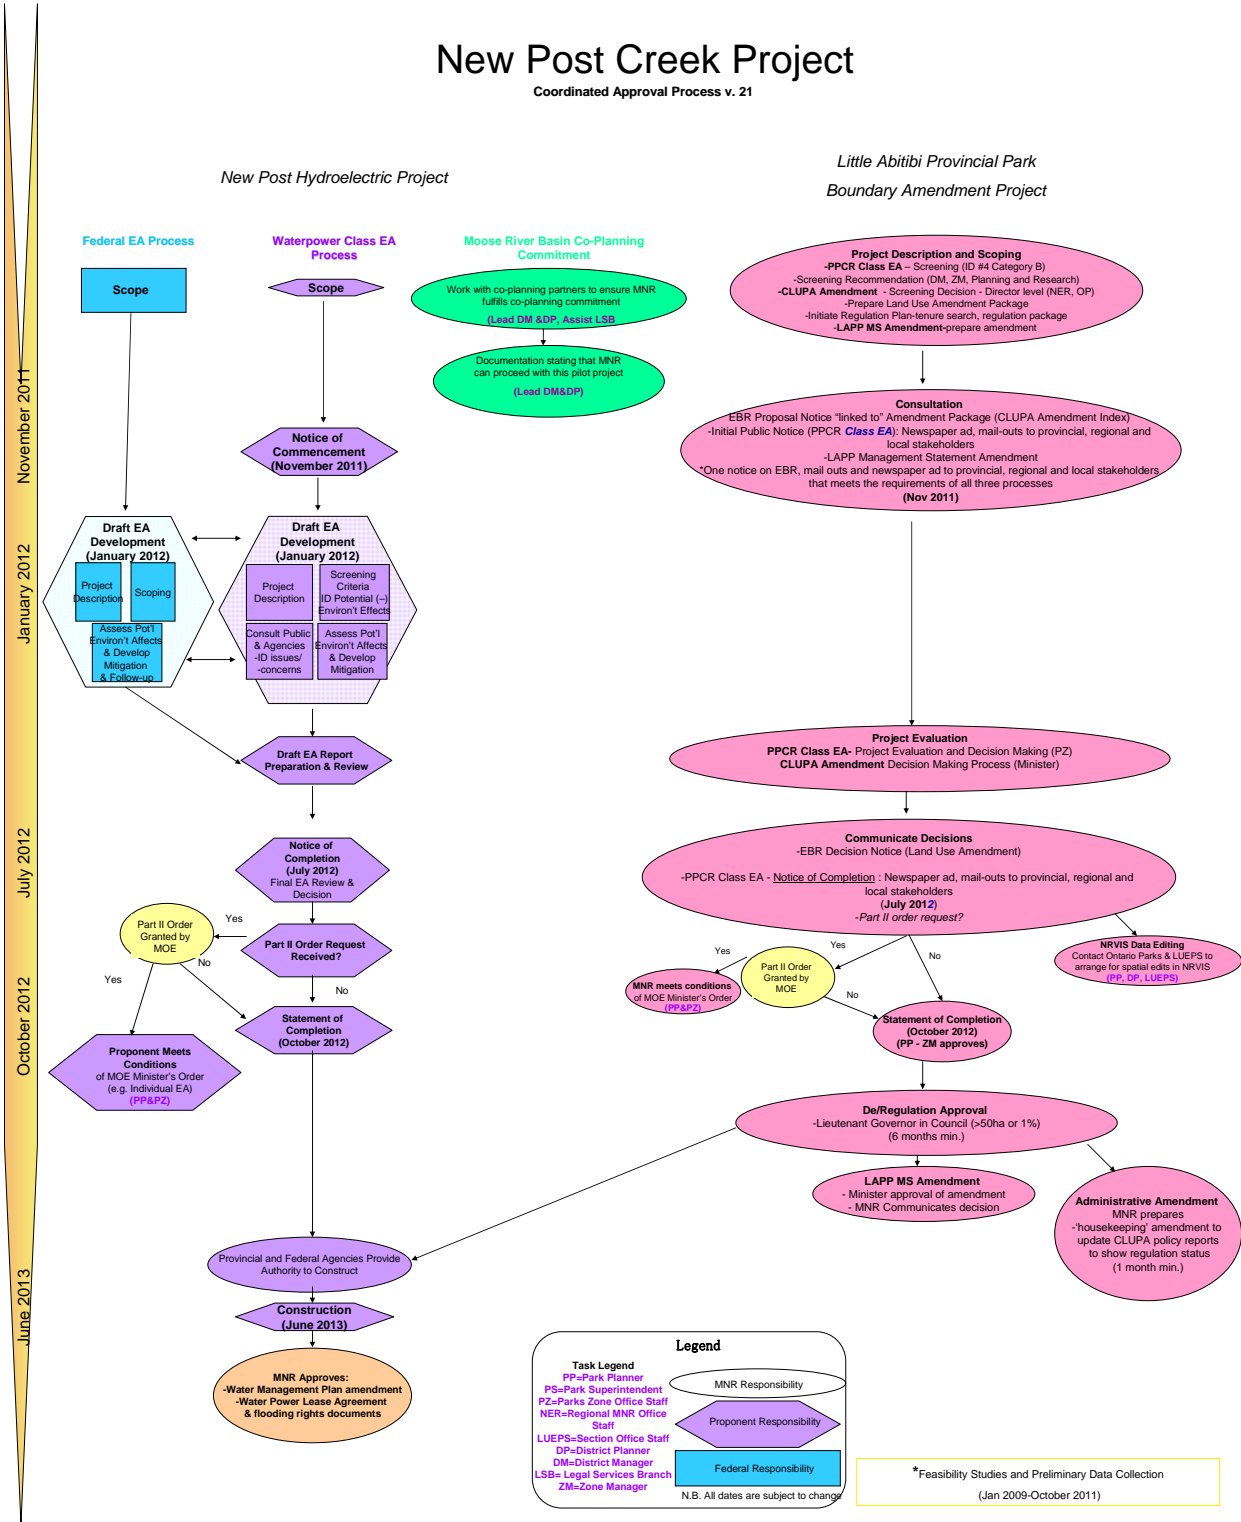 New Post Creek Project
Coordinated Approval Process v. 21
New Post Hydroelectric Project
Little Abitibi Provincial Park
Boundary Amendment Project
November 2011
January 2012
July 2012
October 2012
June 2013
Federal EA Process
Scope
Draft EA
Development
(January 2012)
Project
Description
Scoping
Assess Pot'l
Environ't Affects
& Develop
Mitigation
& Follow-up
Waterpower Class EA
Process
Scope
Notice of
Commencement
(November 2011)
Draft EA
Development
(January 2012)
Project
Description
Screening
Criteria
ID Potential (–)
Environ't Effects
Consult Public
& Agencies
-ID issues/
-concerns
Assess Pot'l
Environ't Affects
& Develop
Mitigation
Draft EA Report
Preparation & Review
Notice of
Completion
(July 2012)
Final EA Review &
Decision
Part II Order Request
Received?
Yes
Part II Order
Granted by
MOE
No
Yes
No
Statement of
Completion
(October 2012)
Proponent Meets
Conditions
of MOE Minister's Order
(e.g. Individual EA)
(PP&PZ)
Provincial and Federal Agencies Provide
Authority to Construct
Construction
(June 2013)
MNR Approves:
-Water Management Plan amendment
-Water Power Lease Agreement
& flooding rights documents
Moose River Basin Co-Planning
Commitment
Work with co-planning partners to ensure MNR
fulfills co-planning commitment
(Lead DM &DP, Assist LSB
Documentation stating that MNR
can proceed with this pilot project
(Lead DM&DP)
Project Description and Scoping
-PPCR Class EA – Screening (ID #4 Category B)
-Screening Recommendation (DM, ZM, Planning and Research)
-CLUPA Amendment - Screening Decision - Director level (NER, OP)
-Prepare Land Use Amendment Package
-Initiate Regulation Plan-tenure search, regulation package
-LAPP MS Amendment-prepare amendment
Consultation
EBR Proposal Notice "linked to" Amendment Package (CLUPA Amendment Index)
-Initial Public Notice (PPCR Class EA): Newspaper ad, mail-outs to provincial, regional and
local stakeholders
-LAPP Management Statement Amendment
*One notice on EBR, mail outs and newspaper ad to provincial, regional and local stakeholders
that meets the requirements of all three processes
(Nov 2011)
Project Evaluation
PPCR Class EA- Project Evaluation and Decision Making (PZ)
CLUPA Amendment Decision Making Process (Minister)
Communicate Decisions
-EBR Decision Notice (Land Use Amendment)
-PPCR Class EA - Notice of Completion : Newspaper ad, mail-outs to provincial, regional and
local stakeholders
(July 2012)
-Part II order request?
Yes
Yes
No
MNR meets conditions
of MOE Minister's Order
(PP&PZ)
Part II Order
Granted by
MOE
No
NRVIS Data Editing
Contact Ontario Parks & LUEPS to
arrange for spatial edits in NRVIS
(PP, DP, LUEPS)
Statement of Completion
(October 2012)
(PP - ZM approves)
De/Regulation Approval
-Lieutenant Governor in Council (>50ha or 1%)
(6 months min.)
LAPP MS Amendment
- Minister approval of amendment
- MNR Communicates decision
Administrative Amendment
MNR prepares
-'housekeeping' amendment to
update CLUPA policy reports
to show regulation status
(1 month min.)
Legend
Task Legend
PP=Park Planner
PS=Park Superintendent
PZ=Parks Zone Office Staff
NER=Regional MNR Office
Staff
LUEPS=Section Office Staff
DP=District Planner
DM=District Manager
LSB= Legal Services Branch
ZM=Zone Manager
MNR Responsibility
Proponent Responsibility
Federal Responsibility
N.B. All dates are subject to change
*Feasibility Studies and Preliminary Data Collection
(Jan 2009-October 2011)